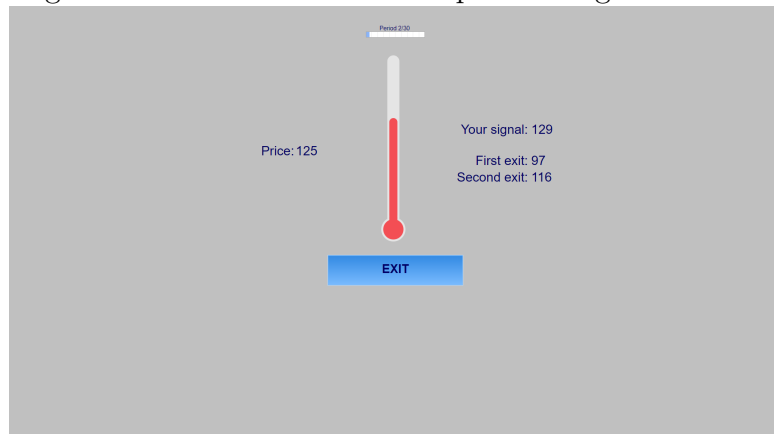 Period 2/30
Your signal: 129
Price: 125
First exit: 97
Second exit: 116
EXIT